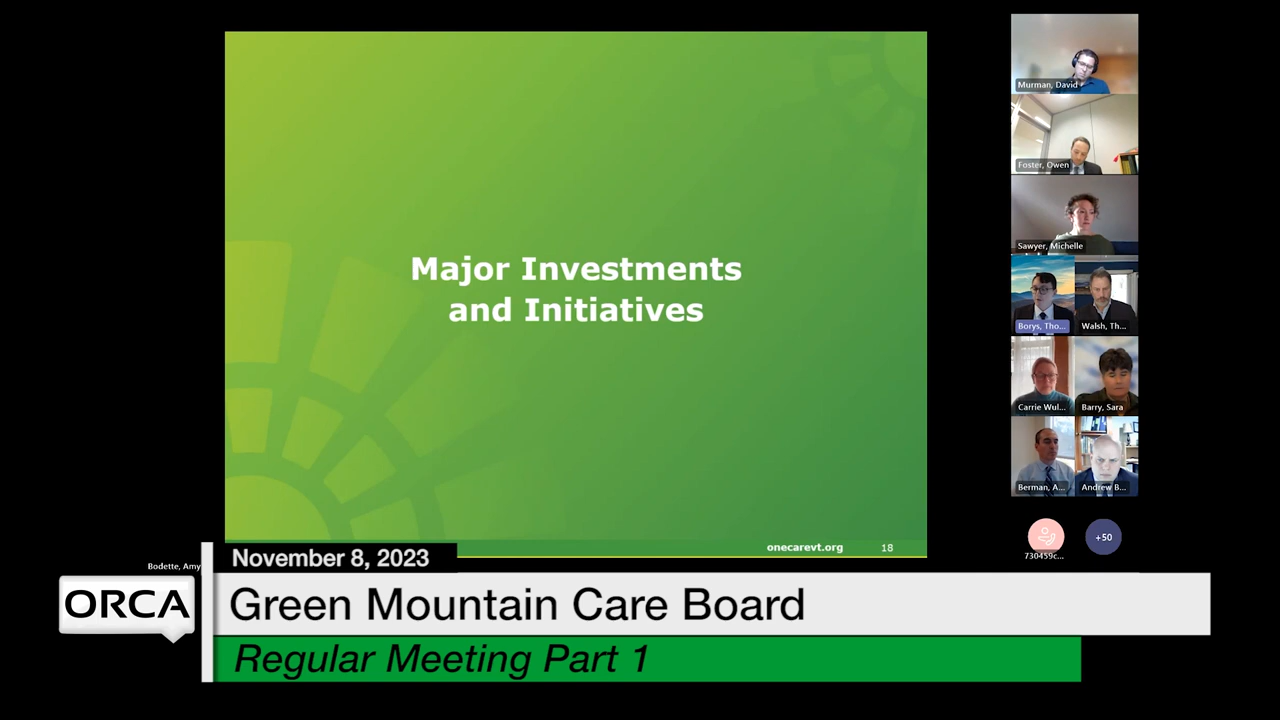 Major Investments
and Initiatives
onecarevt.org
18
Murman, David
Foster, Owen
Sawyer, Michelle
Borys, Tho...
Walsh, Th...
Carrie Wul...
Barry, Sara
Berman, A...
Andrew B...
730459c...
+50
Bodette, Amy
November 8, 2023
ORCA
Green Mountain Care Board
Regular Meeting Part 1